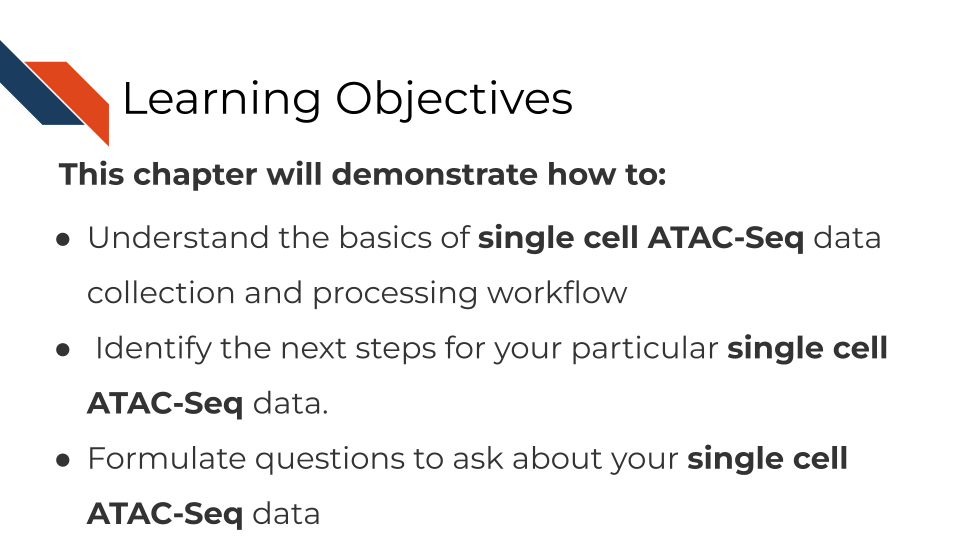 Learning Objectives
This chapter will demonstrate how to:
● Understand the basics of single cell ATAC-Seq data
collection and processing workflow
● Identify the next steps for your particular single cell
ATAC-Seq data.
● Formulate questions to ask about your single cell
ATAC-Seq data